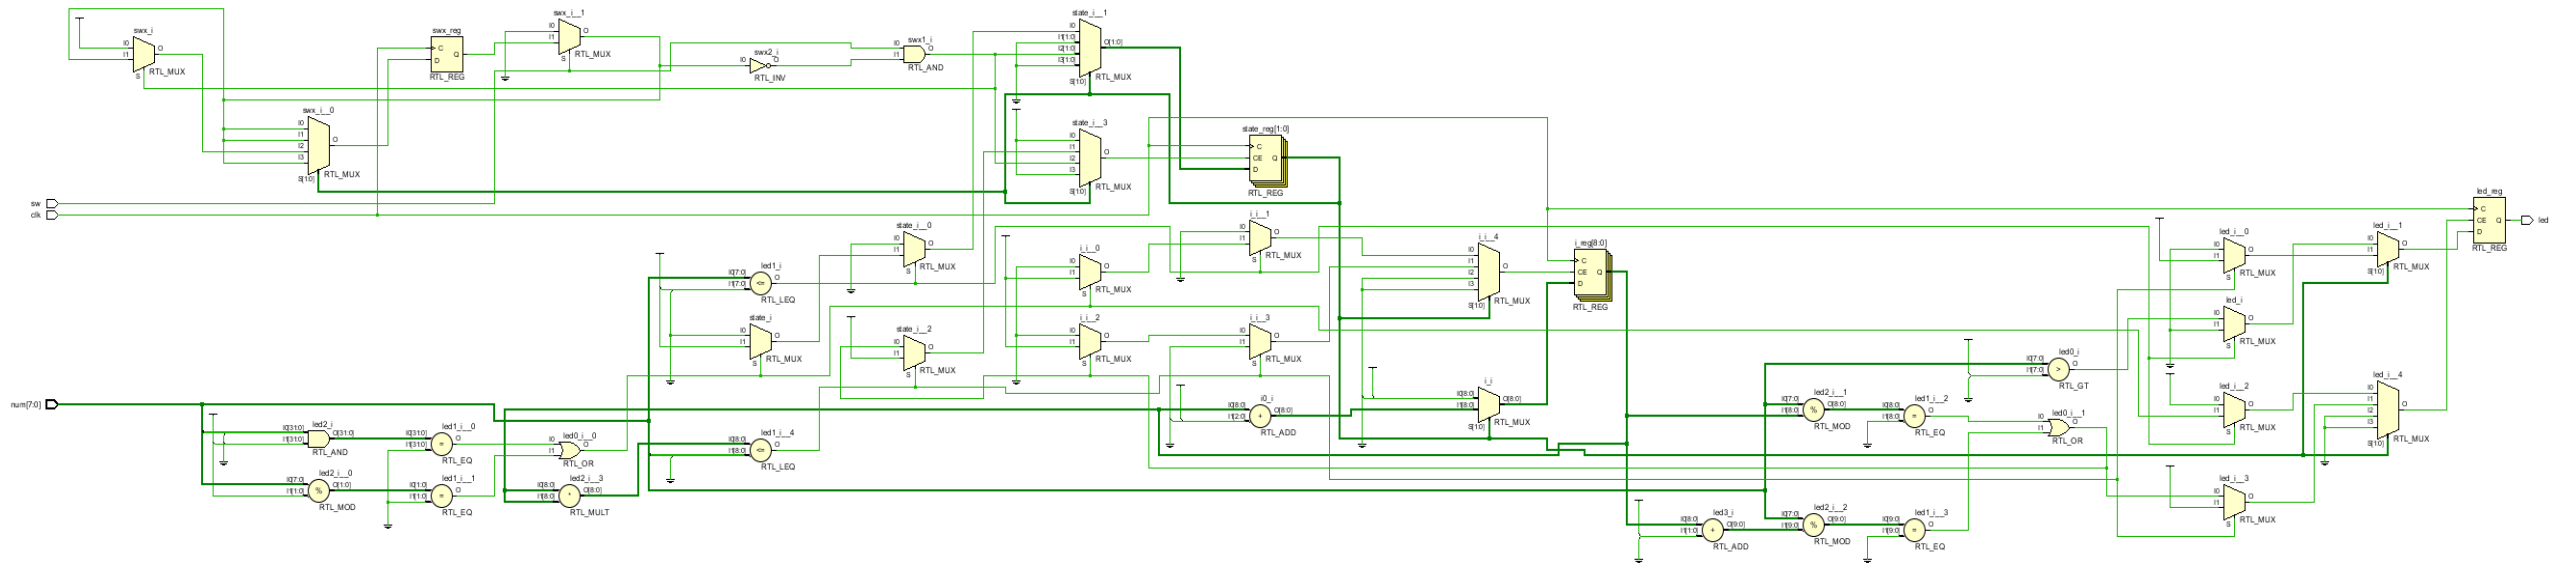 swx_i
I0
I1
O
S
RTL_MUX
swx_reg
C
D
Q
RTL_REG
swx_i__1
I0
I1
O
S
RTL_MUX
swx2_i
I0
O
RTL_INV
swx1_i
I0
I1
O
RTL_AND
state_i__1
I0
I1[1:0]
I2[1:0]
I3[1:0]
O[1:0]
S[1:0]
RTL_MUX
swx_i__0
I0
I1
I2
I3
O
S[1:0]
RTL_MUX
state_i__3
I0
I1
I2
I3
O
S[1:0]
RTL_MUX
state_reg[1:0]
C
CE
D
Q
RTL_REG
sw
clk
led_reg
C
CE
D
Q
RTL_REG
led
state_i__0
I0
I1
O
S
RTL_MUX
i_i__1
I0
I1
O
S
RTL_MUX
i_i__0
I0
I1
O
S
RTL_MUX
i_i__4
I0
I1
I2
I3
O
S[1:0]
RTL_MUX
i_reg[8:0]
C
CE
D
Q
RTL_REG
led_i__0
I0
I1
O
S
RTL_MUX
led_i__1
I0
I1
O
S[1:0]
RTL_MUX
led1_i
I0[7:0]
I1[7:0]
O
<=
RTL_LEQ
state_i
I0
I1
O
S
RTL_MUX
state_i__2
I0
I1
O
S
RTL_MUX
i_i__2
I0
I1
O
S
RTL_MUX
i_i__3
I0
I1
O
S
RTL_MUX
led_i
I0
I1
O
S
RTL_MUX
led0_i
I0[7:0]
I1[7:0]
O
>
RTL_GT
num[7:0]
led2_i
I0[31:0]
I1[31:0]
O[31:0]
RTL_AND
led1_i__0
I0[31:0]
I1[31:0]
O
=
RTL_EQ
led0_i__0
I0
I1
O
RTL_OR
led1_i__4
I0[8:0]
I1[8:0]
O
<=
RTL_LEQ
i0_i
I0[8:0]
I1[2:0]
O[8:0]
+
RTL_ADD
i_i
I0[8:0]
I1[8:0]
O[8:0]
S[1:0]
RTL_MUX
led2_i__1
I0[7:0]
I1[8:0]
O[8:0]
%
RTL_MOD
led1_i__2
I0[8:0]
I1[8:0]
O
=
RTL_EQ
led0_i__1
I0
I1
O
RTL_OR
led_i__2
I0
I1
O
S
RTL_MUX
led_i__4
I0
I1
I2
I3
O
S[1:0]
RTL_MUX
led2_i__0
I0[7:0]
I1[1:0]
O[1:0]
%
RTL_MOD
led1_i__1
I0[1:0]
I1[1:0]
O
=
RTL_EQ
led2_i__3
I0[8:0]
I1[8:0]
O[8:0]
*
RTL_MULT
led3_i
I0[8:0]
I1[1:0]
O[9:0]
+
RTL_ADD
led2_i__2
I0[7:0]
I1[9:0]
O[9:0]
%
RTL_MOD
led1_i__3
I0[9:0]
I1[9:0]
O
=
RTL_EQ
led_i__3
I0
I1
O
S
RTL_MUX